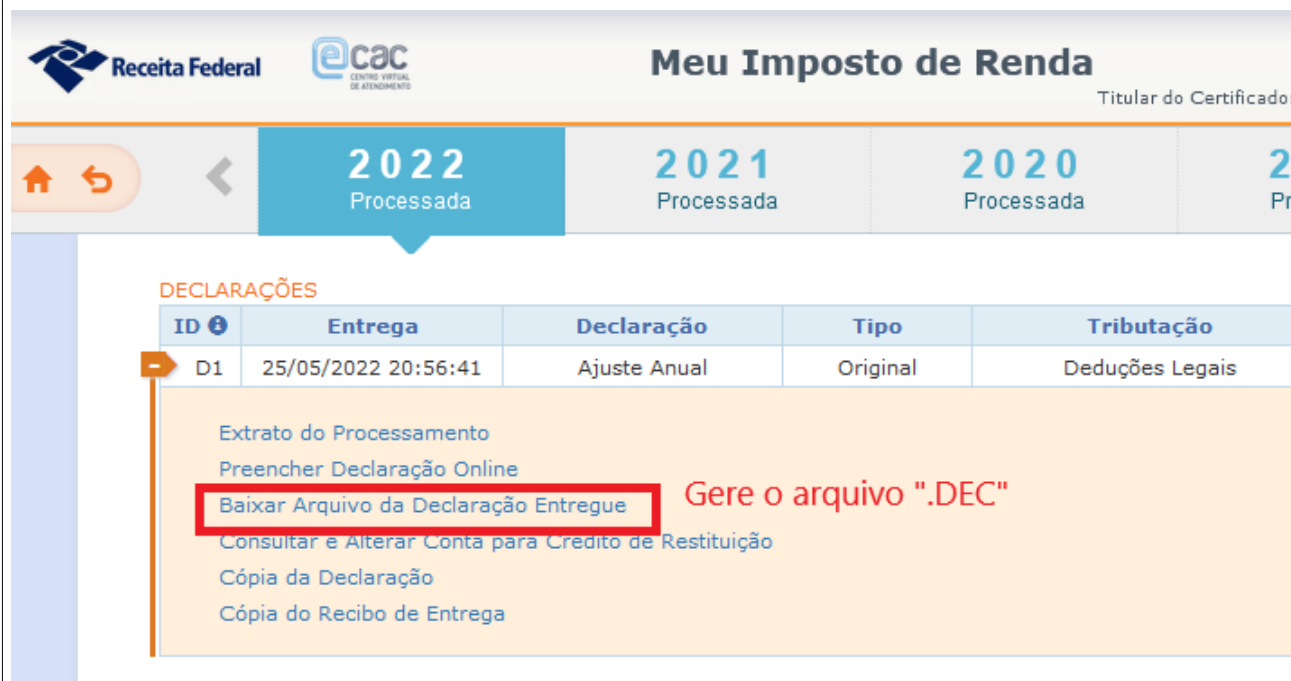 Receita Federal
ecac
CENTRO VIRTUAL
DE ATENDIMENTO
Meu Imposto de Renda
Titular do Certificado:
2022
Processada
2021
Processada
2020
Processada
2
Pr
DECLARAÇÕES
ID Entrega Declaração Tipo Tributação
D1 25/05/2022 20:56:41 Ajuste Anual Original Deduções Legais
Extrato do Processamento
Preencher Declaração Online
Baixar Arquivo da Declaração Entregue Gere o arquivo ".DEC"
Consultar e Alterar Conta para Crédito de Restituição
Cópia da Declaração
Cópia do Recibo de Entrega